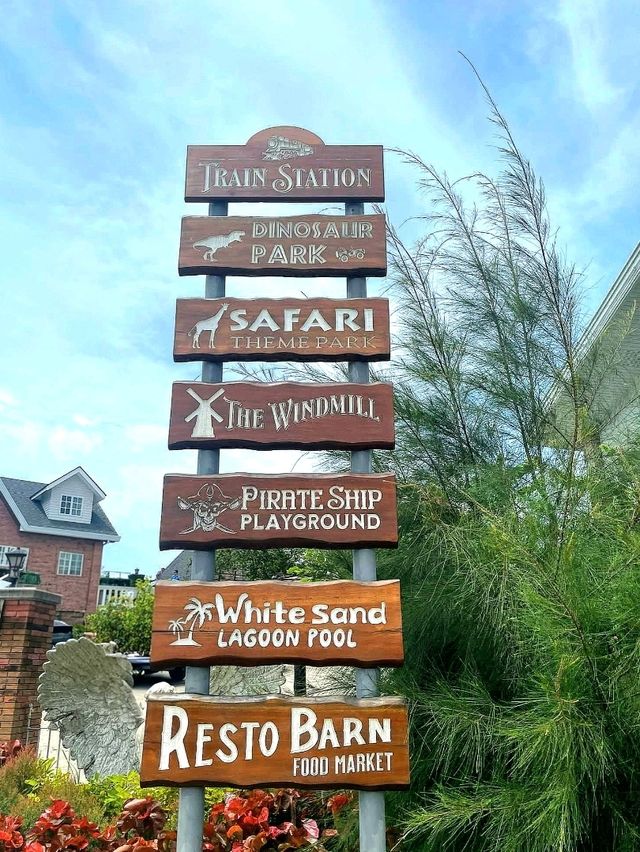 TRAIN STATION
DINOSAUR
PARK
SAFARI
THEME PARK
THE WINDMILL
PIRATE SHIP
PLAYGROUND
White Sand
LAGOON POOL
RESTO BARN
FOOD MARKET